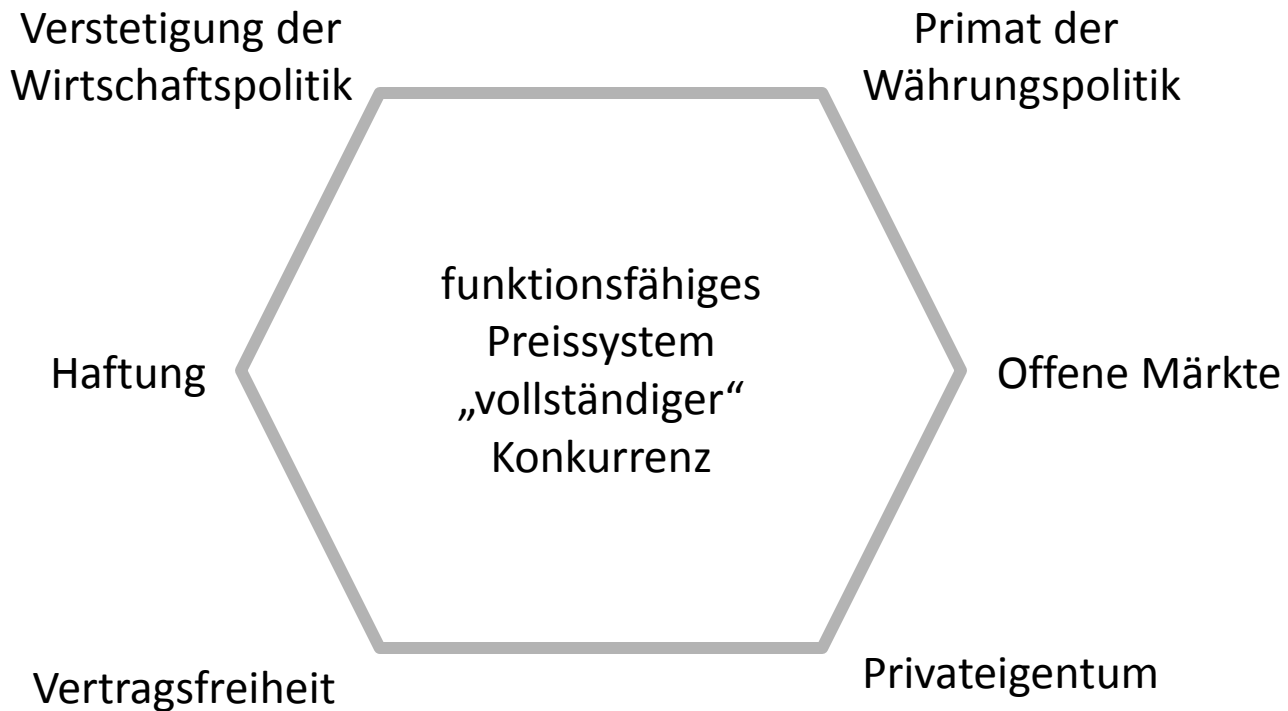 Verstetigung der
Wirtschaftspolitik
Primat der
Währungspolitik
funktionsfähiges
Preissystem
„vollständiger“
Konkurrenz
Haftung
Offene Märkte
Vertragsfreiheit
Privateigentum